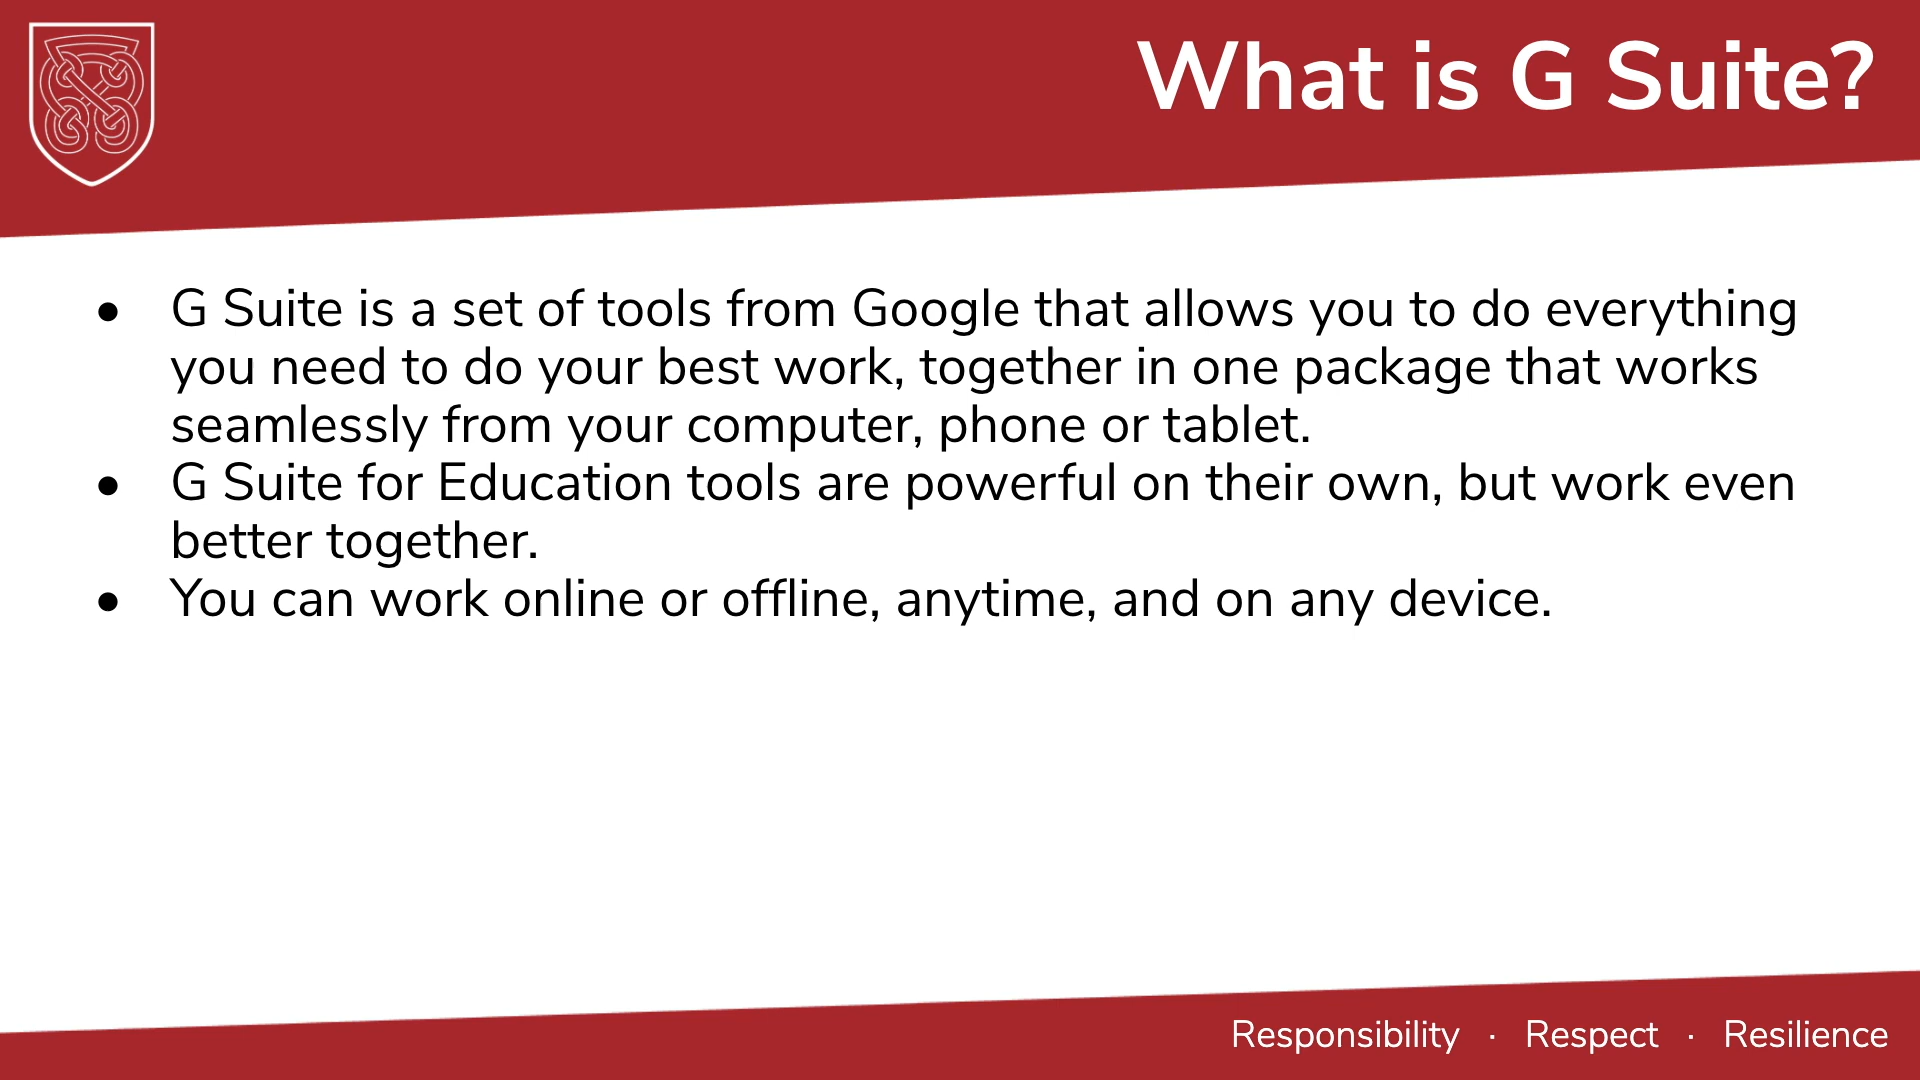 What is G Suite?
● G Suite is a set of tools from Google that allows you to do everything
you need to do your best work, together in one package that works
seamlessly from your computer, phone or tablet.
● G Suite for Education tools are powerful on their own, but work even
better together.
● You can work online or offline, anytime, and on any device.
Responsibility · Respect · Resilience